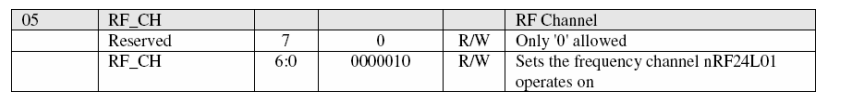 05 RF_CH RF Channel
Reserved 7 0 R/W Only '0' allowed
RF_CH 6:0 0000010 R/W Sets the frequency channel nRF24L01
operates on